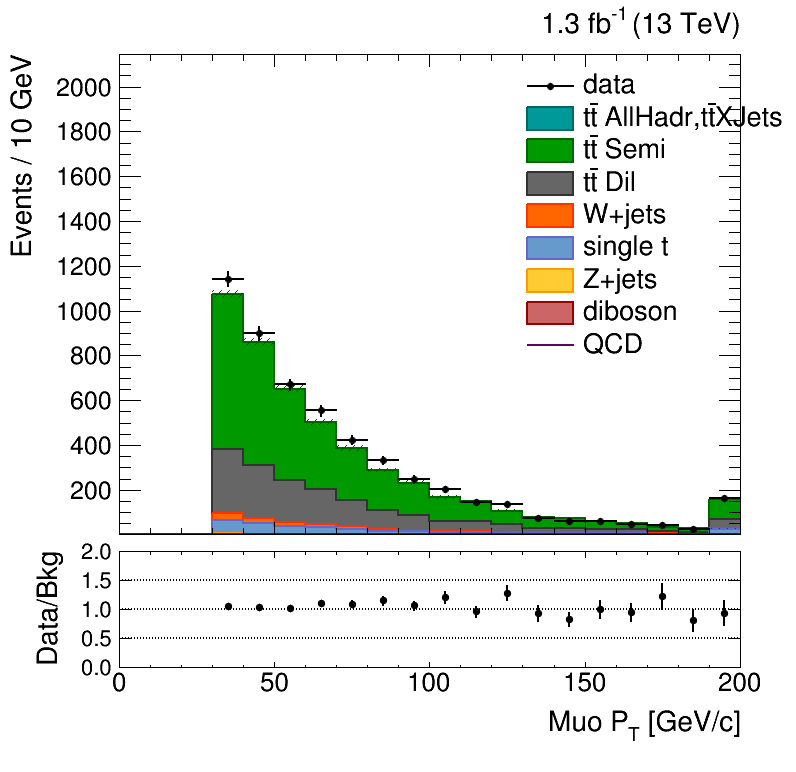 1.3 fb-1 (13 TeV)
Events / 10 GeV
2000
1800
1600
1400
1200
1000
800
600
400
200
data
tt̄ AllHadr,tt̄XJets
tt̄ Semi
tt̄ Dil
W+jets
single t
Z+jets
diboson
QCD
Data/Bkg
2.0
1.5
1.0
0.5
0.0
0 50 100 150 200
Muo PT [GeV/c]